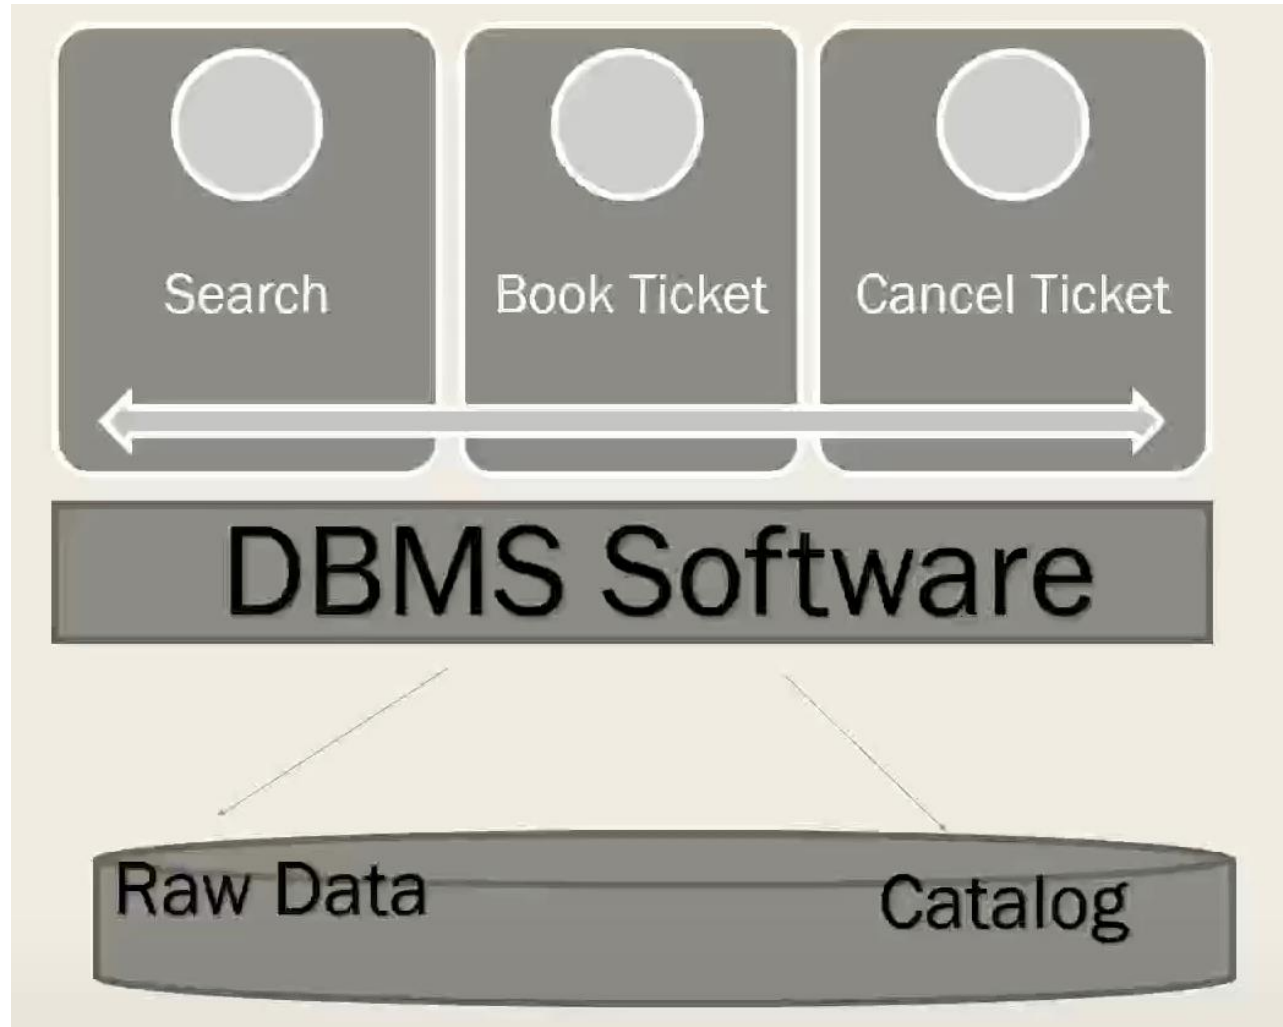 Search
Book Ticket
Cancel Ticket
DBMS Software
Raw Data
Catalog